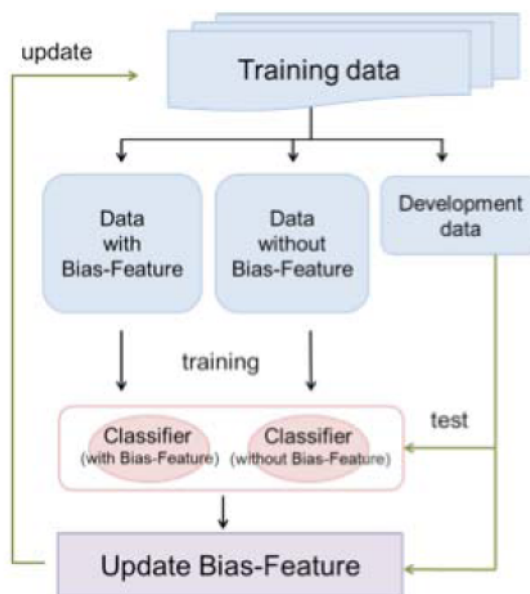 update
Training data
Data
with
Bias-Feature
Data
without
Bias-Feature
Development
data
training
test
Classifier
(with Bias-Feature)
Classifier
(without Bias-Feature)
Update Bias-Feature